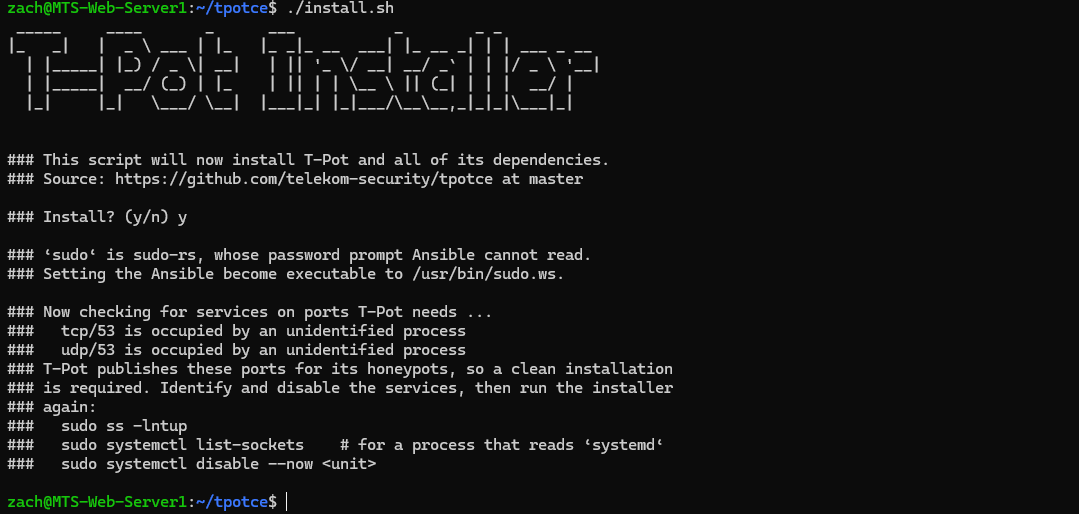 zach@MTS-Web-Server1:~/tpotce$ ./install.sh
T-Pot Installer
### This script will now install T-Pot and all of its dependencies.
### Source: https://github.com/telekom-security/tpotce at master
### Install? (y/n) y
### ‘sudo‘ is sudo-rs, whose password prompt Ansible cannot read.
### Setting the Ansible become executable to /usr/bin/sudo.ws.
### Now checking for services on ports T-Pot needs ...
###   tcp/53 is occupied by an unidentified process
###   udp/53 is occupied by an unidentified process
### T-Pot publishes these ports for its honeypots, so a clean installation
### is required. Identify and disable the services, then run the installer
### again:
###   sudo ss -lntup
###   sudo systemctl list-sockets    # for a process that reads ‘systemd‘
###   sudo systemctl disable --now <unit>
zach@MTS-Web-Server1:~/tpotce$